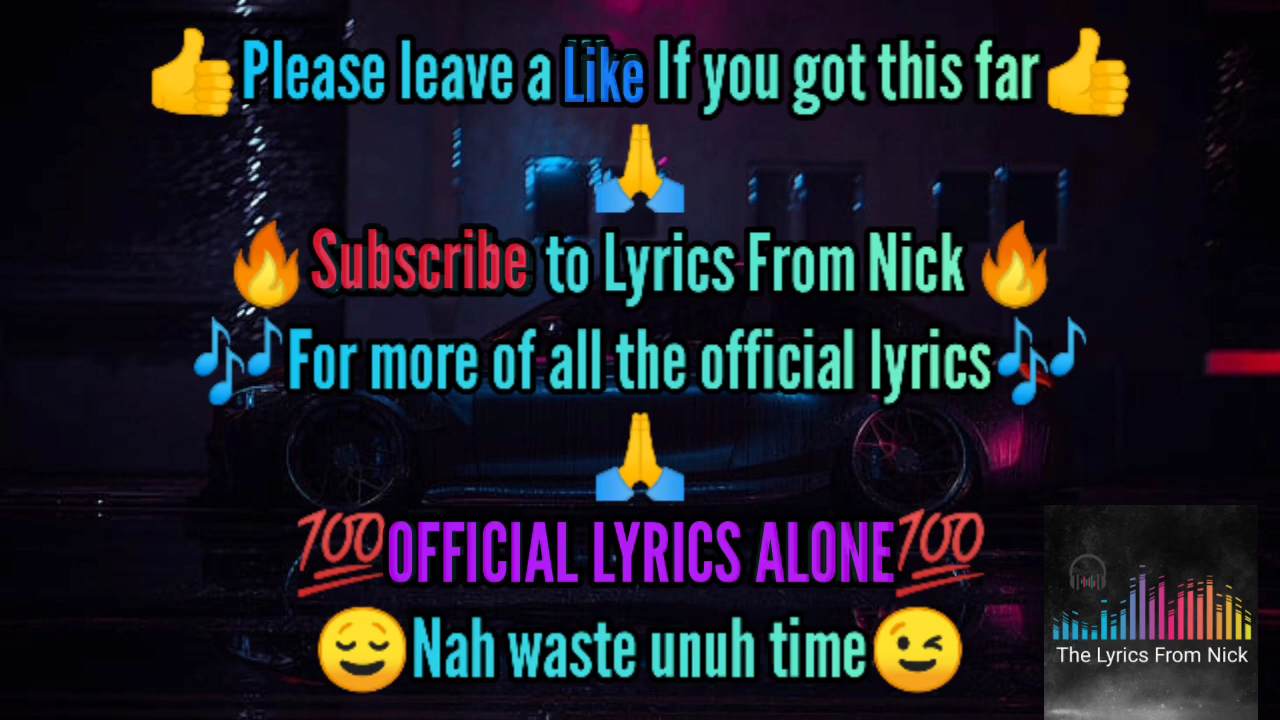 👍Please leave a Like If you got this far👍
🙏
🔥Subscribe to Lyrics From Nick 🔥
🎶For more of all the official lyrics🎶
🙏
💯OFFICIAL LYRICS ALONE💯
😌Nah waste unuh time😉
The Lyrics From Nick